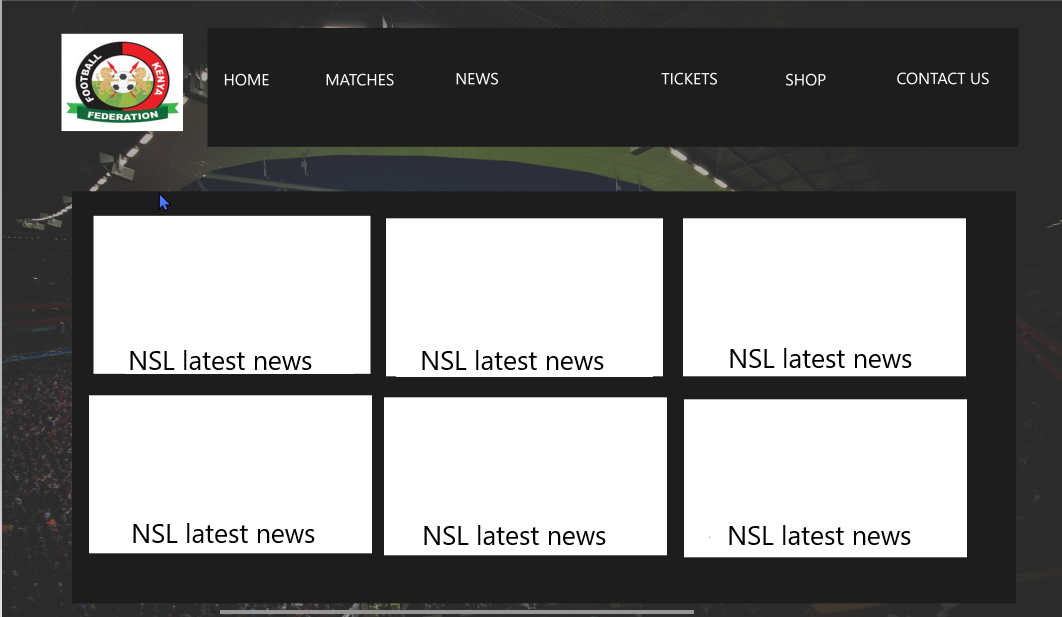 FOOTBALL
KENYA
FEDERATION
HOME MATCHES NEWS TICKETS SHOP CONTACT US
NSL latest news NSL latest news NSL latest news
NSL latest news NSL latest news NSL latest news